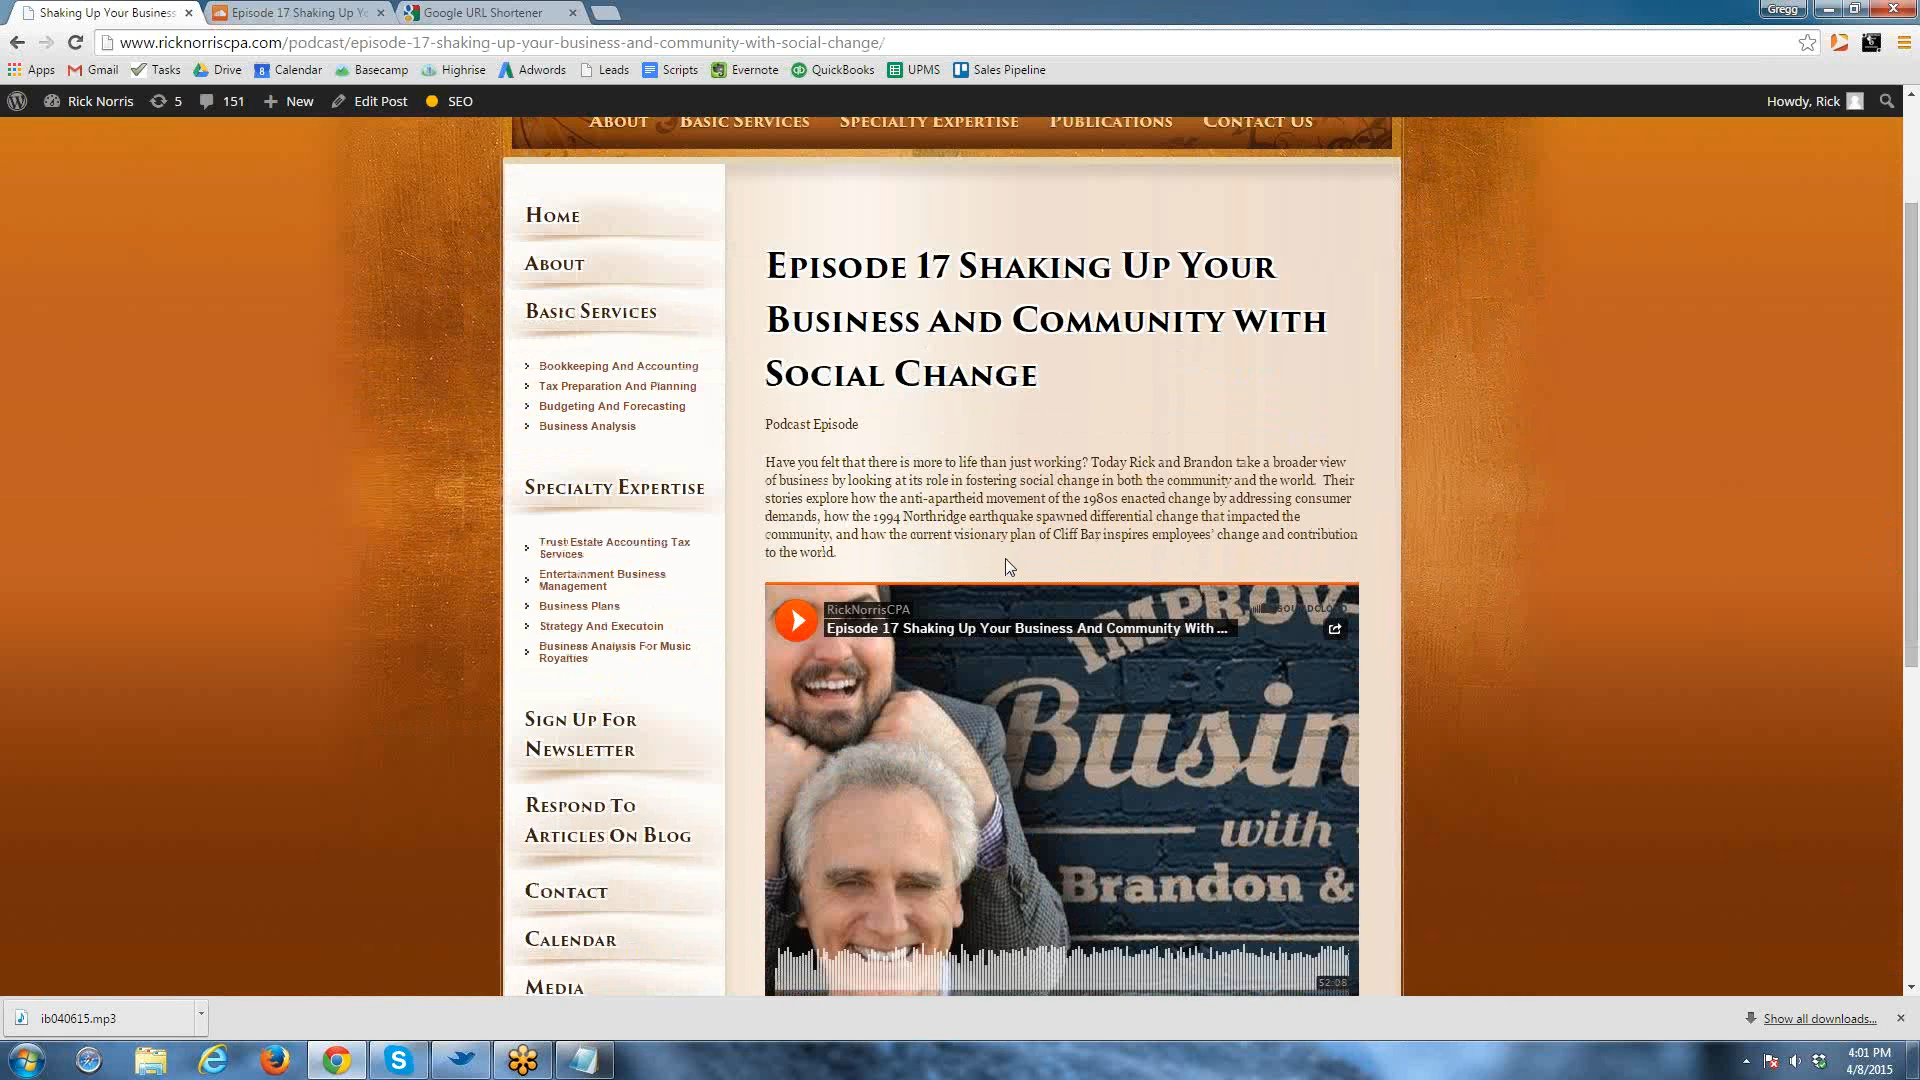 Shaking Up Your Business
Episode 17 Shaking Up Yo
Google URL Shortener
Gregg
www.ricknorriscpa.com/podcast/episode-17-shaking-up-your-business-and-community-with-social-change/
Apps Gmail Tasks Drive Calendar Basecamp Highrise Adwords Leads Scripts Evernote QuickBooks UPMS Sales Pipeline
Rick Norris 5 151 New Edit Post SEO Howdy, Rick
About Basic Services Specialty Expertise Publications Contact Us
Home
About
Basic Services
Bookkeeping And Accounting
Tax Preparation And Planning
Budgeting And Forecasting
Business Analysis
Specialty Expertise
Trust Estate Accounting Tax
Services
Entertainment Business
Management
Business Plans
Strategy And Executoin
Business Analysis For Music
Royalties
Sign Up For
Newsletter
Respond To
Articles On Blog
Contact
Calendar
Media
Episode 17 Shaking Up Your
Business and Community with
Social Change
Podcast Episode
Have you felt that there is more to life than just working? Today Rick and Brandon take a broader view
of business by looking at its role in fostering social change in both the community and the world. Their
stories explore how the anti-apartheid movement of the 1980s enacted change by addressing consumer
demands, how the 1994 Northridge earthquake spawned differential change that impacted the
community, and how the current visionary plan of Cliff Bay inspires employees' change and contribution
to the world.
RickNorrisCPA
SOUNDCLOUD
Episode 17 Shaking Up Your Business And Community With ...
IMPROV
Busin
with
Brandon &
52:08
ib040615.mp3
Show all downloads...
4:01 PM
4/8/2015